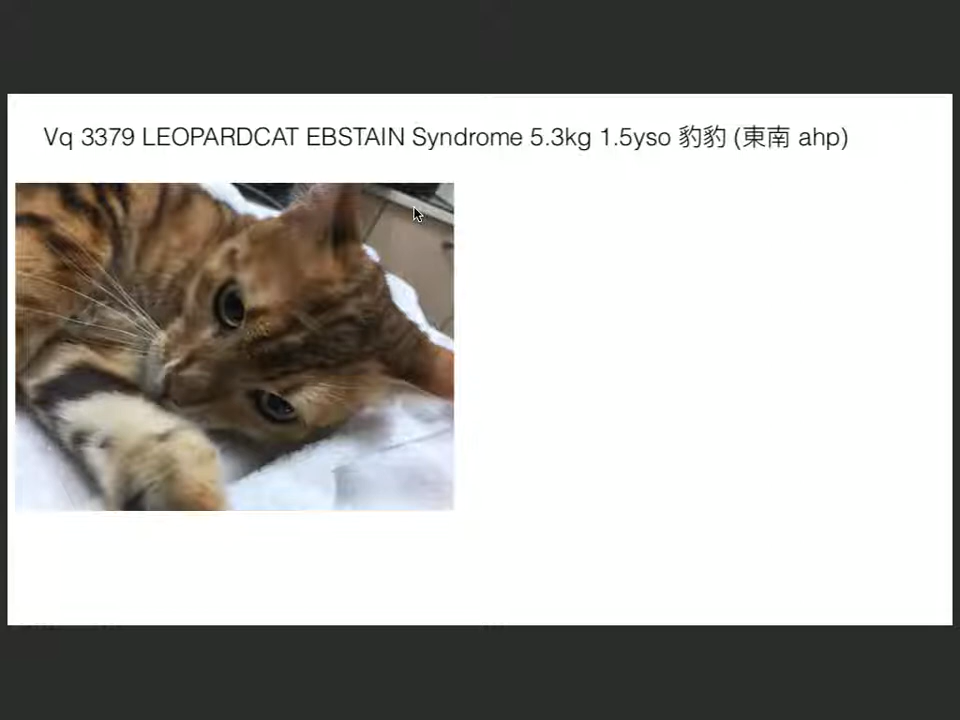 Vq 3379 LEOPARDCAT EBSTAIN Syndrome 5.3kg 1.5yso 豹豹 (東南 ahp)